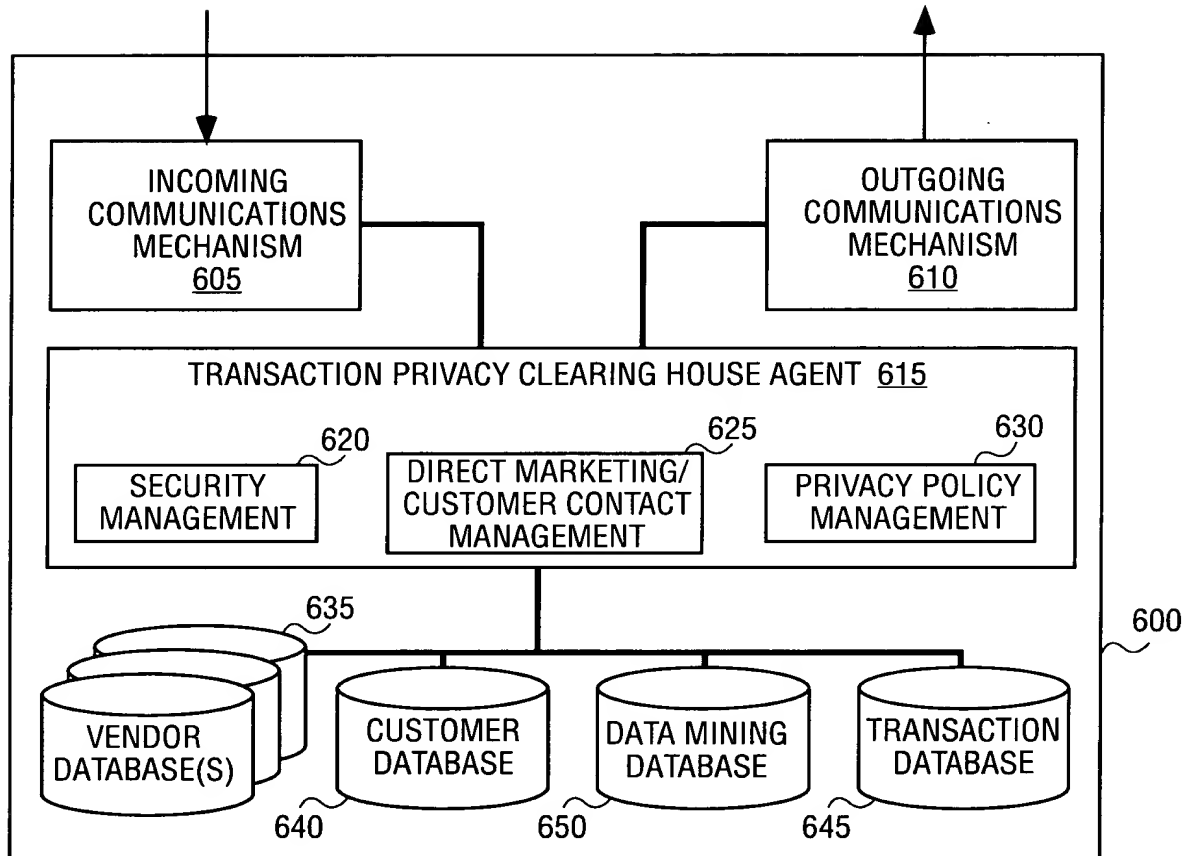 INCOMING
COMMUNICATIONS
MECHANISM
605
OUTGOING
COMMUNICATIONS
MECHANISM
610
TRANSACTION PRIVACY CLEARING HOUSE AGENT 615
620
SECURITY
MANAGEMENT
625
DIRECT MARKETING/
CUSTOMER CONTACT
MANAGEMENT
630
PRIVACY POLICY
MANAGEMENT
635
600
VENDOR
DATABASE(S)
CUSTOMER
DATABASE
DATA MINING
DATABASE
TRANSACTION
DATABASE
640
650
645